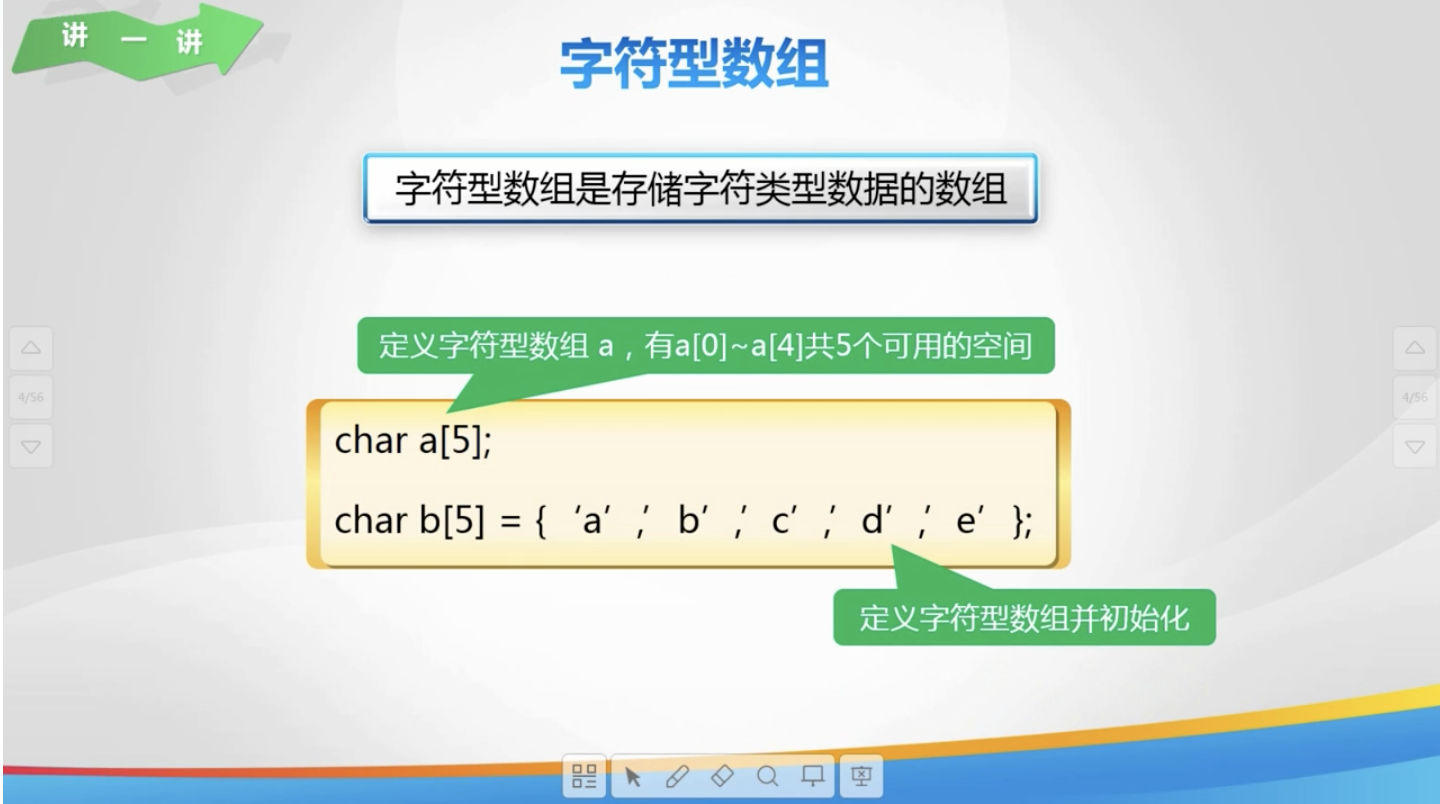 讲一讲
字符型数组
字符型数组是存储字符类型数据的数组
定义字符型数组 a，有a[0]~a[4]共5个可用的空间
char a[5];
char b[5] = { ‘a’ ,’ b’ ,’ c’ ,’ d’ ,’ e’ };
定义字符型数组并初始化
4/56
4/56